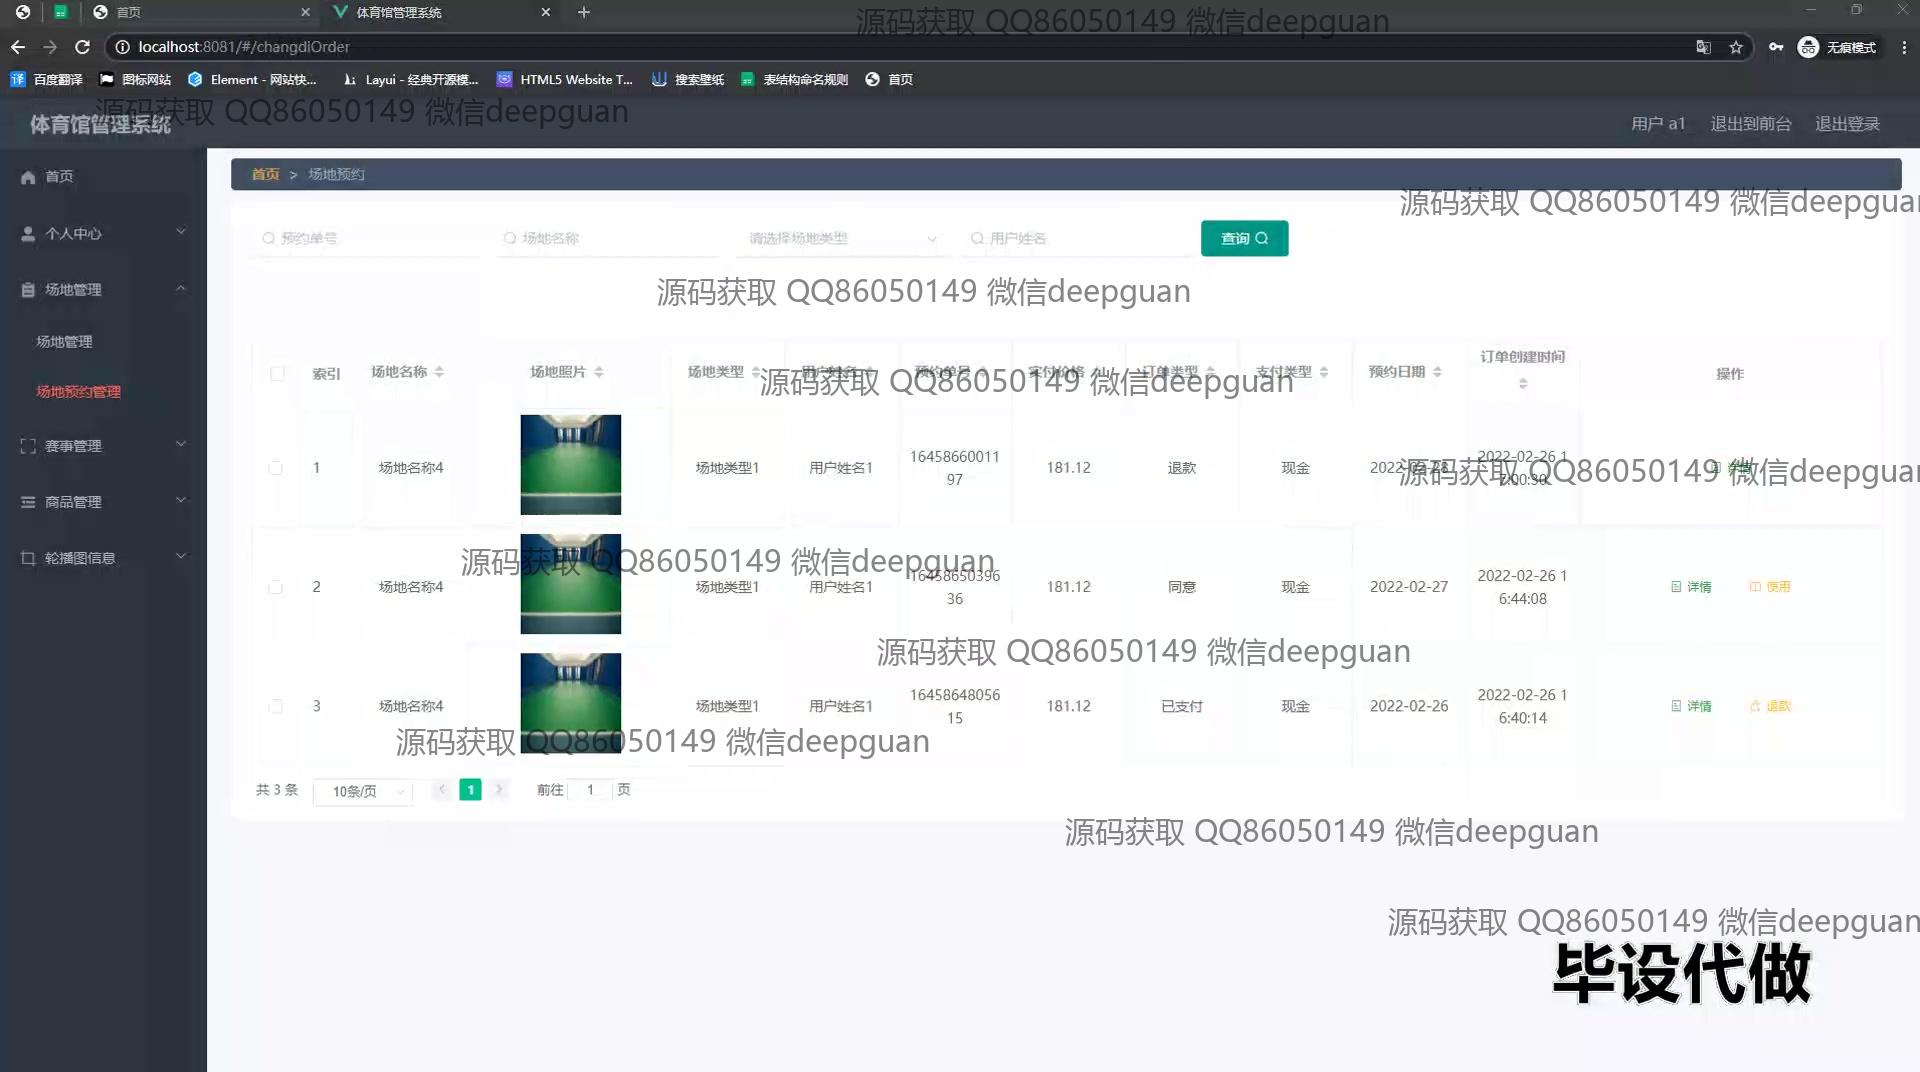 首页
体育馆管理系统
localhost:8081/#/changdiOrder
无痕模式
百度翻译
图标网站
Element - 网站快...
Layui - 经典开源模...
HTML5 Website T...
搜索壁纸
表结构命名规则
首页
源码获取 QQ86050149 微信deepguan
源码获取 QQ86050149 微信deepguan
体育馆管理系统
用户 a1
退出到前台
退出登录
首页
个人中心
场地管理
场地管理
场地预约管理
赛事管理
商品管理
轮播图信息
首页 > 场地预约
源码获取 QQ86050149 微信deepguan
预约单号
场地名称
请选择场地类型
用户姓名
查询
源码获取 QQ86050149 微信deepguan
索引
场地名称
场地照片
场地类型
用户姓名
预约单号
实付价格
订单类型
支付类型
预约日期
订单创建时间
操作
源码获取 QQ86050149 微信deepguan
1
场地名称4
场地类型1
用户姓名1
16458660011
97
181.12
退款
现金
2022-02-28
2022-02-26 1
7:00:30
详情
源码获取 QQ86050149 微信deepguan
源码获取 QQ86050149 微信deepguan
2
场地名称4
场地类型1
用户姓名1
16458650396
36
181.12
同意
现金
2022-02-27
2022-02-26 1
6:44:08
详情
使用
源码获取 QQ86050149 微信deepguan
3
场地名称4
场地类型1
用户姓名1
16458648056
15
181.12
已支付
现金
2022-02-26
2022-02-26 1
6:40:14
详情
退款
源码获取 QQ86050149 微信deepguan
共 3 条
10条/页
1
前往 1 页
源码获取 QQ86050149 微信deepguan
源码获取 QQ86050149 微信deepguan
毕设代做